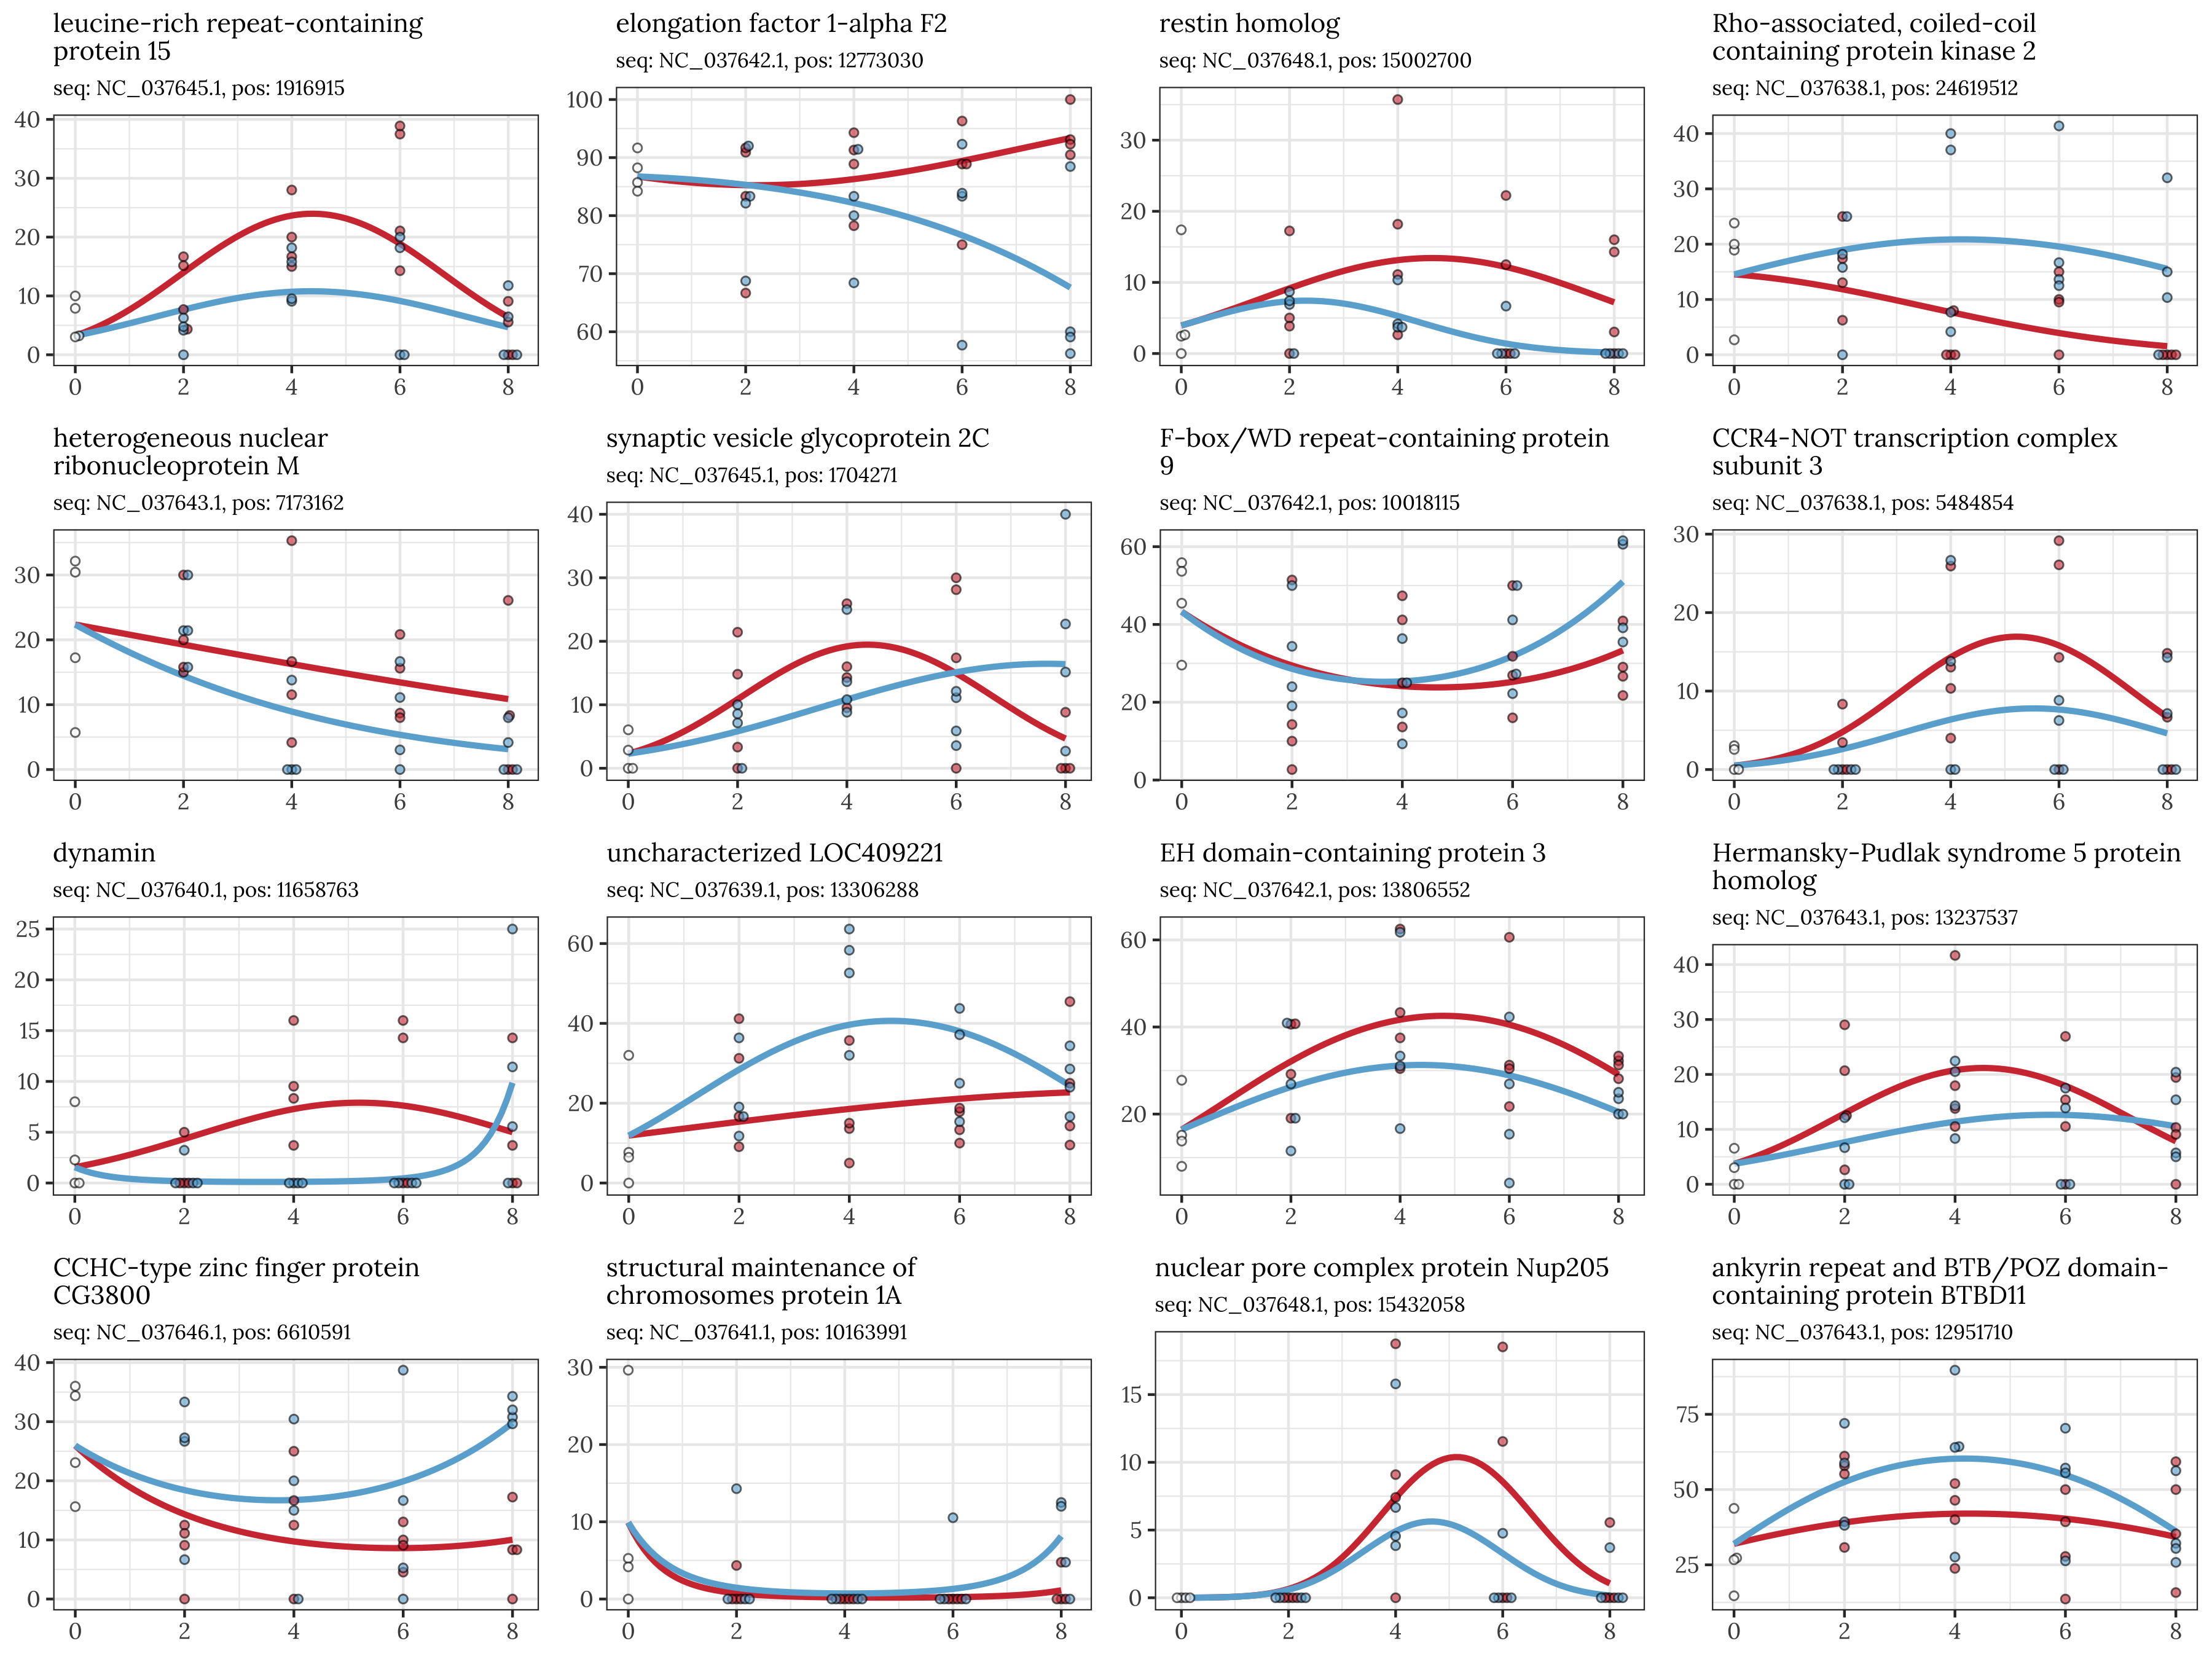 leucine-rich repeat-containing
protein 15
seq: NC_037645.1, pos: 1916915
40
30
20
10
0
0 2 4 6 8
elongation factor 1-alpha F2
seq: NC_037642.1, pos: 12773030
100
90
80
70
60
0 2 4 6 8
restin homolog
seq: NC_037648.1, pos: 15002700
30
20
10
0
0 2 4 6 8
Rho-associated, coiled-coil
containing protein kinase 2
seq: NC_037638.1, pos: 24619512
40
30
20
10
0
0 2 4 6 8
heterogeneous nuclear
ribonucleoprotein M
seq: NC_037643.1, pos: 7173162
30
20
10
0
0 2 4 6 8
synaptic vesicle glycoprotein 2C
seq: NC_037645.1, pos: 1704271
40
30
20
10
0
0 2 4 6 8
F-box/WD repeat-containing protein
9
seq: NC_037642.1, pos: 10018115
60
40
20
0
0 2 4 6 8
CCR4-NOT transcription complex
subunit 3
seq: NC_037638.1, pos: 5484854
30
20
10
0
0 2 4 6 8
dynamin
seq: NC_037640.1, pos: 11658763
25
20
15
10
5
0
0 2 4 6 8
uncharacterized LOC409221
seq: NC_037639.1, pos: 13306288
60
40
20
0
0 2 4 6 8
EH domain-containing protein 3
seq: NC_037642.1, pos: 13806552
60
40
20
0 2 4 6 8
Hermansky-Pudlak syndrome 5 protein
homolog
seq: NC_037643.1, pos: 13237537
40
30
20
10
0
0 2 4 6 8
CCHC-type zinc finger protein
CG3800
seq: NC_037646.1, pos: 6610591
40
30
20
10
0
0 2 4 6 8
structural maintenance of
chromosomes protein 1A
seq: NC_037641.1, pos: 10163991
30
20
10
0
0 2 4 6 8
nuclear pore complex protein Nup205
seq: NC_037648.1, pos: 15432058
15
10
5
0
0 2 4 6 8
ankyrin repeat and BTB/POZ domain-
containing protein BTBD11
seq: NC_037643.1, pos: 12951710
75
50
25
0 2 4 6 8